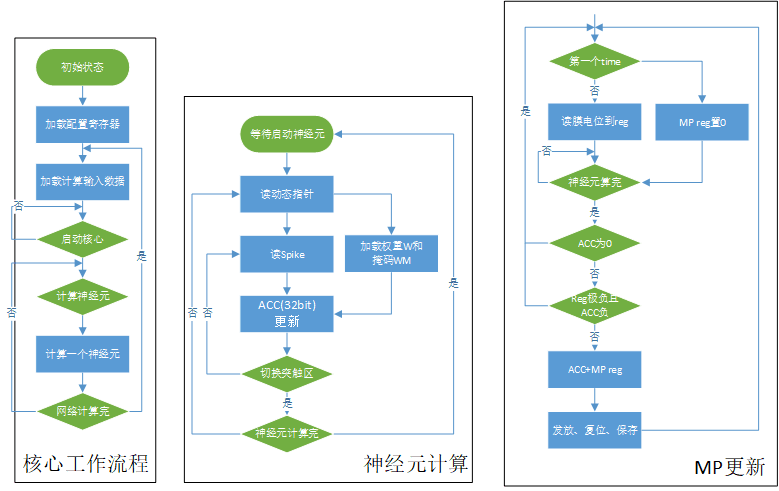 初始状态
加载配置寄存器
加载计算输入数据
否
启动核心
是
计算神经元
否
计算一个神经元
网络计算完
核心工作流程
等待启动神经元
读动态指针
读Spike
加载权重W和
掩码WM
ACC(32bit)
更新
是
否
否
切换突触区
是
神经元计算完
神经元计算
第一个time
是
否
读膜电位到reg
MP reg置0
否
神经元算完
是
ACC为0
否
Reg极负且
ACC负
否
ACC+MP reg
发放、复位、保存
MP更新